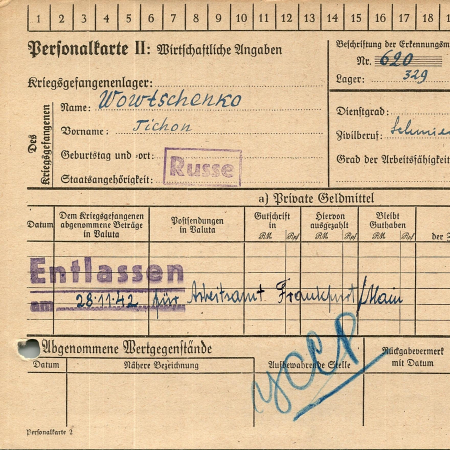 1 2 3 4 5 6 7 8 9 10 11 12 13 14 15 16 17 18 1
Personalkarte II: Wirtschaftliche Angaben
Beschriftung der Erkennungsm
Nr. 620
Lager: 329
Kriegsgefangenenlager:
Des Kriegsgefangenen
Name: Wowtschenko
Vorname: Tichon
Geburtstag und -ort:
Staatsangehörigkeit:
Russe
Dienstgrad:
Zivilberuf: Schmie
Grad der Arbeitsfähigkeit
a) Private Geldmittel
Datum
Dem Kriegsgefangenen abgenommene Beträge in Valuta
Postsendungen in Valuta
Gutschrift in
RM. Rpf
Hiervon ausgezahlt
RM. Rpf
Bleibt Guthaben
RM. Rpf
der Z
Entlassen
am 28.11.42 für Arbeitsamt Frankfurt/Main
Abgenommene Wertgegenstände
Datum
Nähere Bezeichnung
Aufbewahrende Stelle
Rückgabevermerk mit Datum
УССР
Personalkarte 2